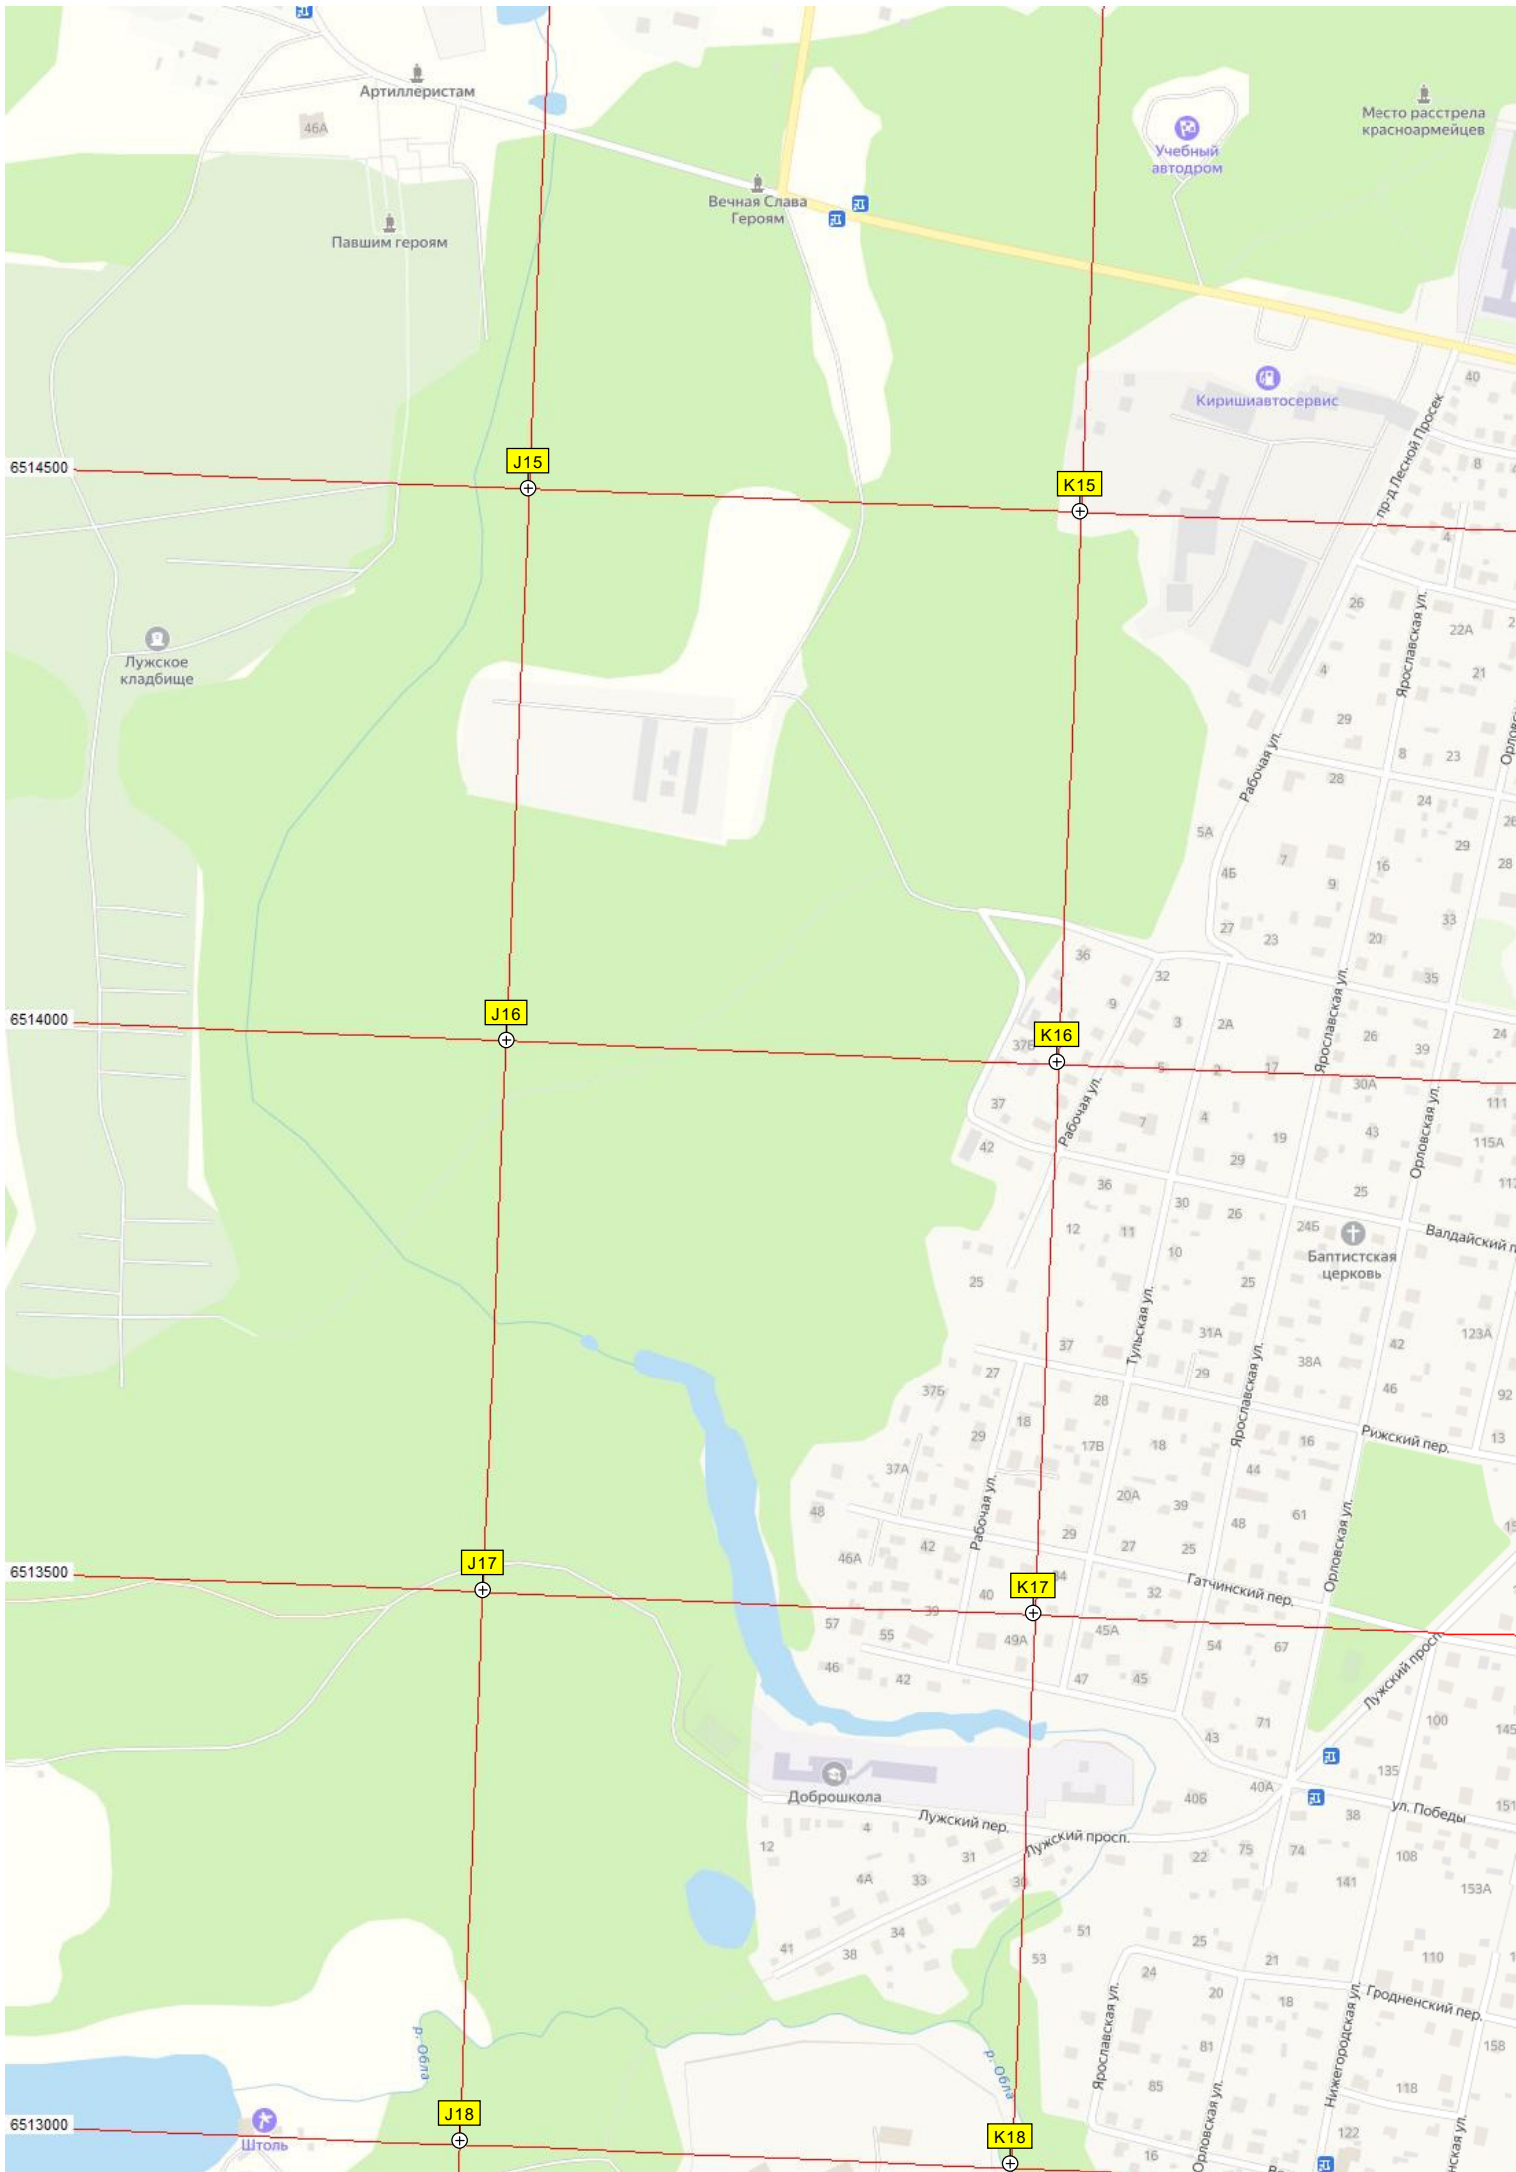 Артиллеристам
46А
Павшим героям
Вечная Слава
Героям
Учебный
автодром
Место расстрела
красноармейцев
Киришиавтосервис
40
пр-д Лесной Просек
8
4
6514500
J15
K15
4
26
Ярославская ул.
22А
21
4
29
Рабочая ул.
8
23
28
24
26
5А
29
7
16
28
4Б
9
33
27
23
20
35
Лужское
кладбище
36
32
9
3
2А
Ярославская ул.
26
39
24
6514000
J16
K16
37Б
5
2
17
30А
111
37
Рабочая ул.
7
4
19
43
Орловская ул.
115А
42
29
36
30
26
25
12
11
24Б
Баптистская
церковь
10
25
25
Тульская ул.
31А
123А
37
42
38А
27
29
46
92
37Б
28
Ярославская ул.
18
29
17В
18
16
Рижский пер.
13
37А
44
20А
39
61
48
Рабочая ул.
48
29
27
25
46А
42
Орловская ул.
6513500
J17
K17
40
32
Гатчинский пер.
39
57
55
49А
45А
54
67
46
42
47
45
Лужский просп.
71
100
43
145
135
Доброшкола
40Б
40А
38
ул. Победы
Лужский пер.
4
Лужский просп.
12
31
22
75
74
108
4А
33
30
141
153А
34
51
41
38
53
25
21
110
24
20
18
Гродненский пер.
р. Обла
р. Обла
Ярославская ул.
81
Нижегородская ул.
158
85
118
Орловская ул.
6513000
J18
K18
Штоль
122
16